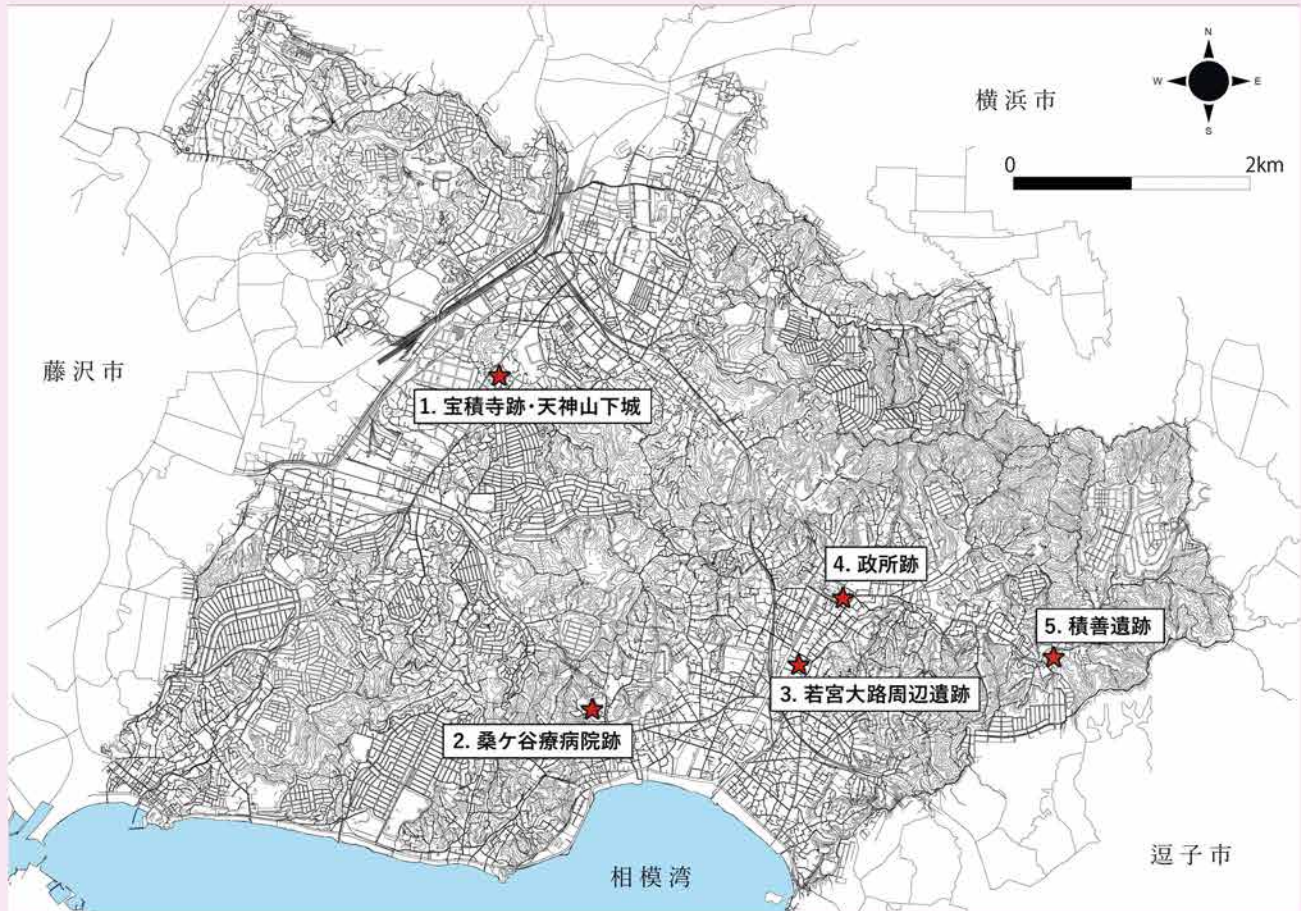 N
W
E
S
横浜市
0
2km
藤沢市
1. 宝積寺跡・天神山下城
4. 政所跡
5. 積善遺跡
3. 若宮大路周辺遺跡
2. 桑ケ谷療病院跡
逗子市
相模湾